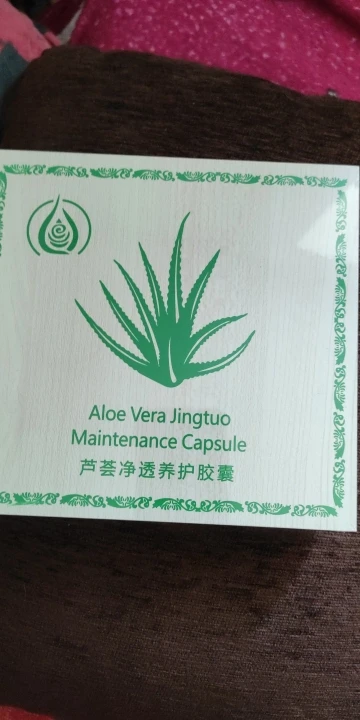 Aloe Vera Jingtuo
Maintenance Capsule
芦荟净透养护胶囊